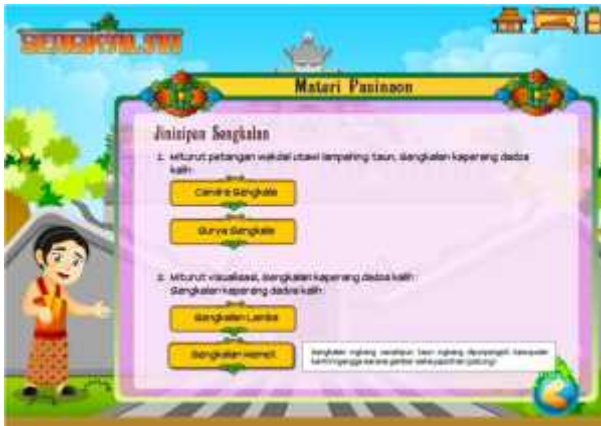 Materi Pasinaon
Jinisipun Sengkalan
1. Miturut petangan wekdal utawi lampahing taun, Sengkalan kaperang dados
kalih:
Candra Sengkala
Surya Sengkala
2. Miturut visualisasi, Sengkalan kaperang dados kalih:
Sengkalan kaperang dados kalih:
Sengkalan Lamba
Sengkalan Memet